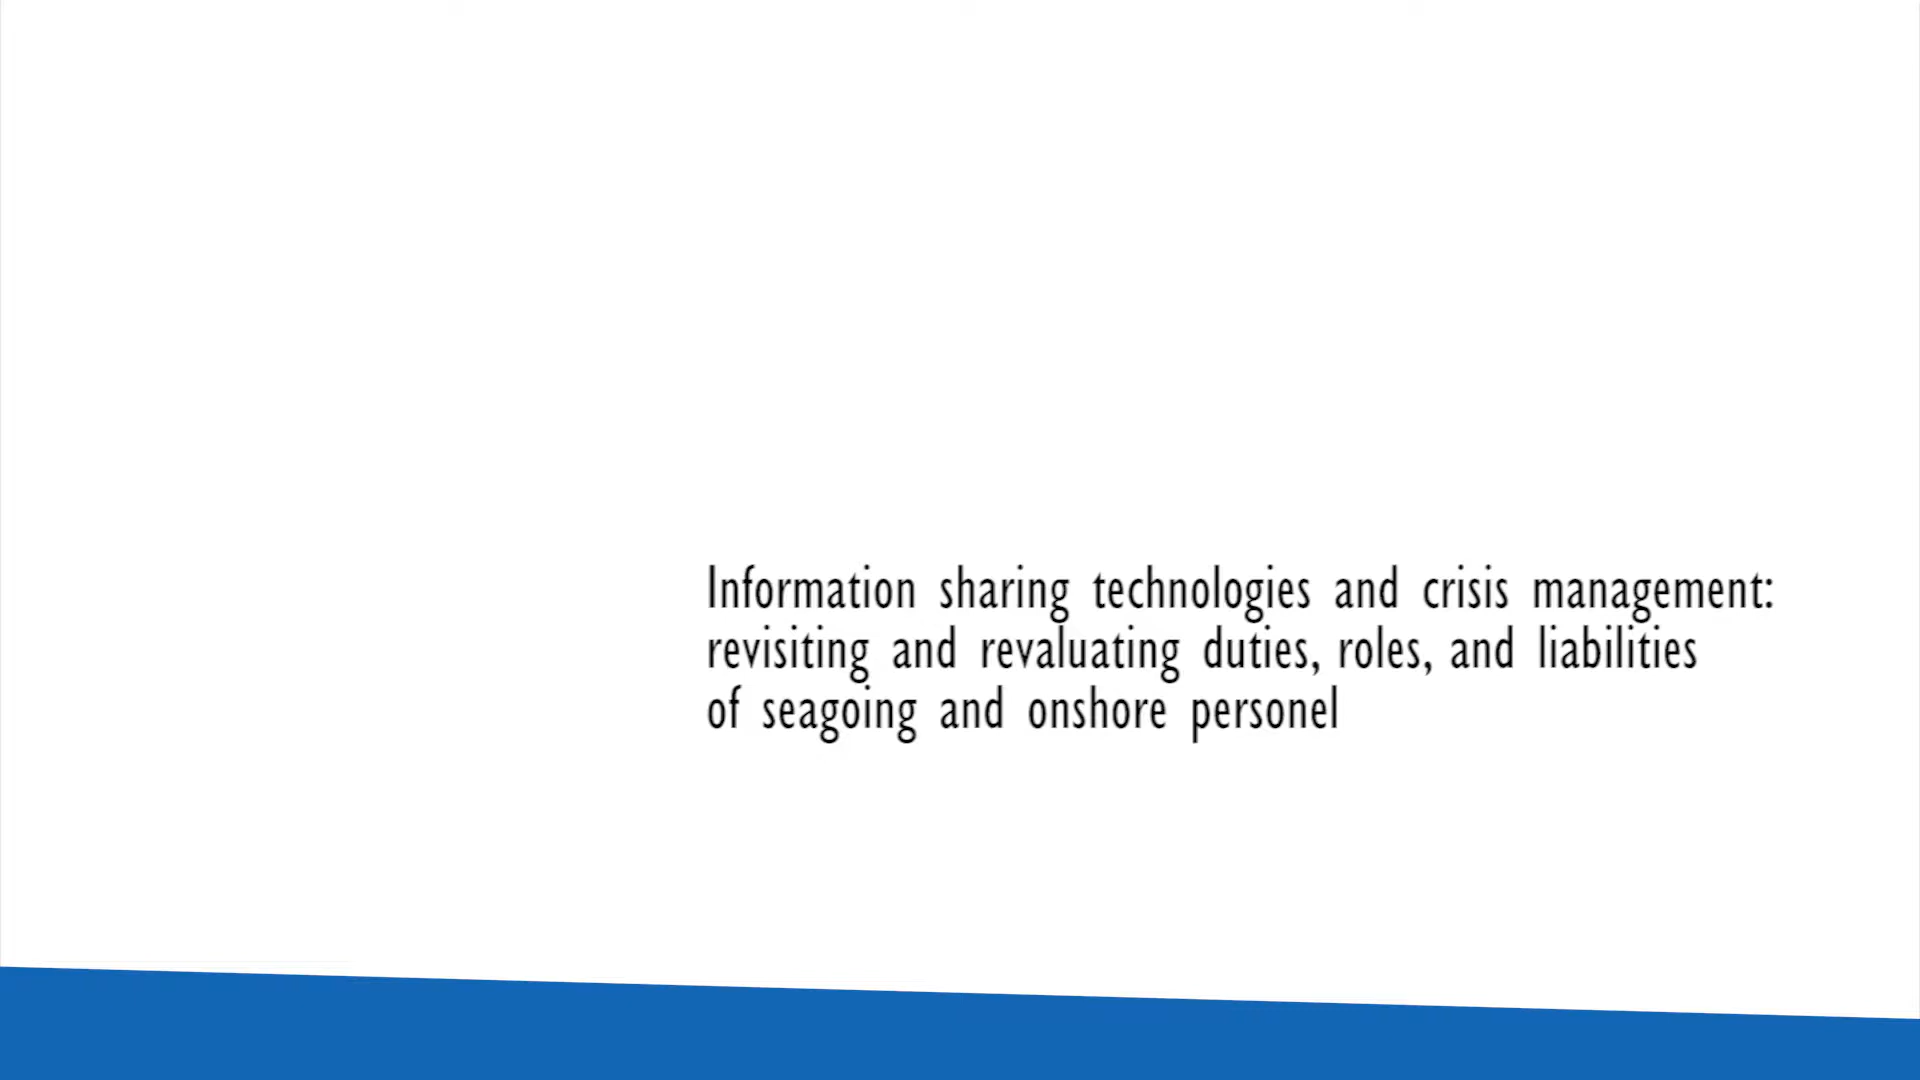 Information sharing technologies and crisis management:
revisiting and revaluating duties, roles, and liabilities
of seagoing and onshore personel